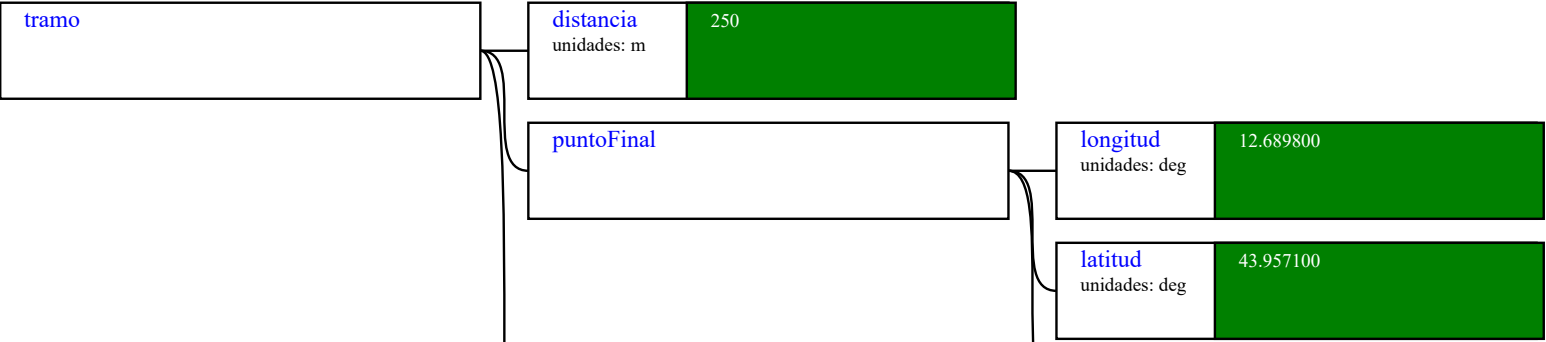 tramo
distancia
unidades: m
250
puntoFinal
longitud
unidades: deg
12.689800
latitud
unidades: deg
43.957100